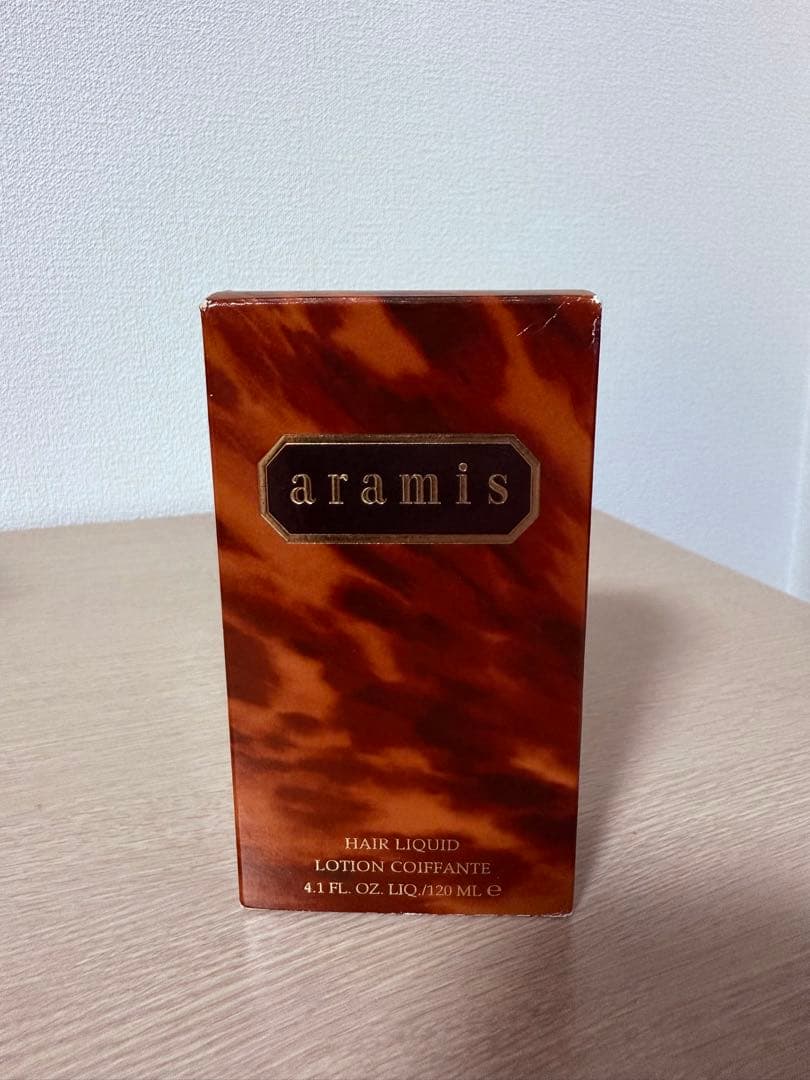 aramis
HAIR LIQUID
LOTION COIFFANTE
4.1 FL. OZ. LIQ./120 ML ℮